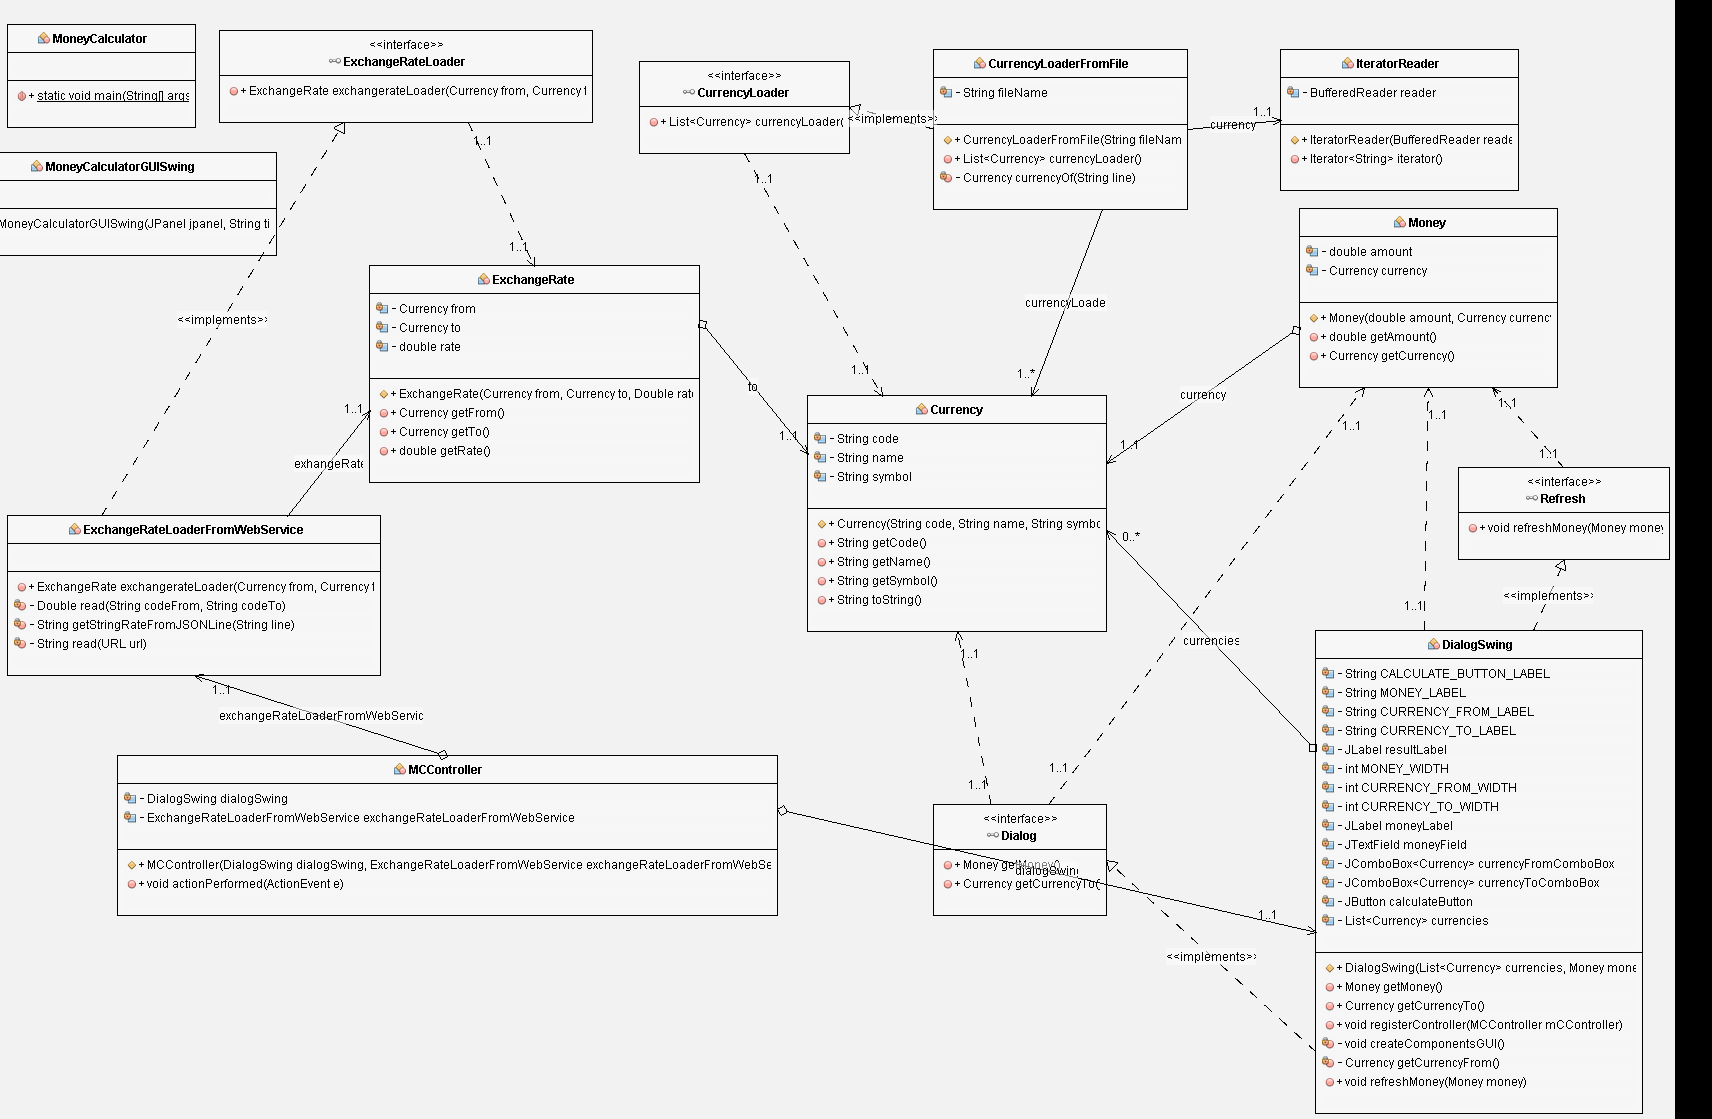 MoneyCalculator
+ static void main(String[] args
<<interface>>
ExchangeRateLoader
+ ExchangeRate exchangerateLoader(Currency from, Currency t
<<interface>>
CurrencyLoader
+ List<Currency> currencyLoader(
CurrencyLoaderFromFile
- String fileName
+ CurrencyLoaderFromFile(String fileNam
+ List<Currency> currencyLoader()
- Currency currencyOf(String line)
IteratorReader
- BufferedReader reader
+ IteratorReader(BufferedReader reade
+ Iterator<String> iterator()
<<implements>>
currency
1..1
MoneyCalculatorGUISwing
MoneyCalculatorGUISwing(JPanel jpanel, String ti
1..1
1..1
1..1
1..1
<<implements>>
Money
- double amount
- Currency currency
+ Money(double amount, Currency currency
+ double getAmount()
+ Currency getCurrency()
ExchangeRate
- Currency from
- Currency to
- double rate
+ ExchangeRate(Currency from, Currency to, Double rate
+ Currency getFrom()
+ Currency getTo()
+ double getRate()
currencyLoade
1..*
to
1..1
currency
1..1
1..1
exhangeRate
Currency
- String code
- String name
- String symbol
+ Currency(String code, String name, String symbo
+ String getCode()
+ String getName()
+ String getSymbol()
+ String toString()
1..1
1..1
1..1
1..1
<<interface>>
Refresh
+ void refreshMoney(Money money
ExchangeRateLoaderFromWebService
+ ExchangeRate exchangerateLoader(Currency from, Currency t
- Double read(String codeFrom, String codeTo)
- String getStringRateFromJSONLine(String line)
- String read(URL url)
0..*
currencies
<<implements>>
1..1
1..1
exchangeRateLoaderFromWebServic
1..1
1..1
1..1
MCController
- DialogSwing dialogSwing
- ExchangeRateLoaderFromWebService exchangeRateLoaderFromWebService
+ MCController(DialogSwing dialogSwing, ExchangeRateLoaderFromWebService exchangeRateLoaderFromWebSe
+ void actionPerformed(ActionEvent e)
<<interface>>
Dialog
+ Money getMoney()
+ Currency getCurrencyTo(
dialogSwing
1..1
<<implements>>
DialogSwing
- String CALCULATE_BUTTON_LABEL
- String MONEY_LABEL
- String CURRENCY_FROM_LABEL
- String CURRENCY_TO_LABEL
- JLabel resultLabel
- int MONEY_WIDTH
- int CURRENCY_FROM_WIDTH
- int CURRENCY_TO_WIDTH
- JLabel moneyLabel
- JTextField moneyField
- JComboBox<Currency> currencyFromComboBox
- JComboBox<Currency> currencyToComboBox
- JButton calculateButton
- List<Currency> currencies
+ DialogSwing(List<Currency> currencies, Money mone
+ Money getMoney()
+ Currency getCurrencyTo()
+ void registerController(MCController mCController)
- void createComponentsGUI()
- Currency getCurrencyFrom()
+ void refreshMoney(Money money)